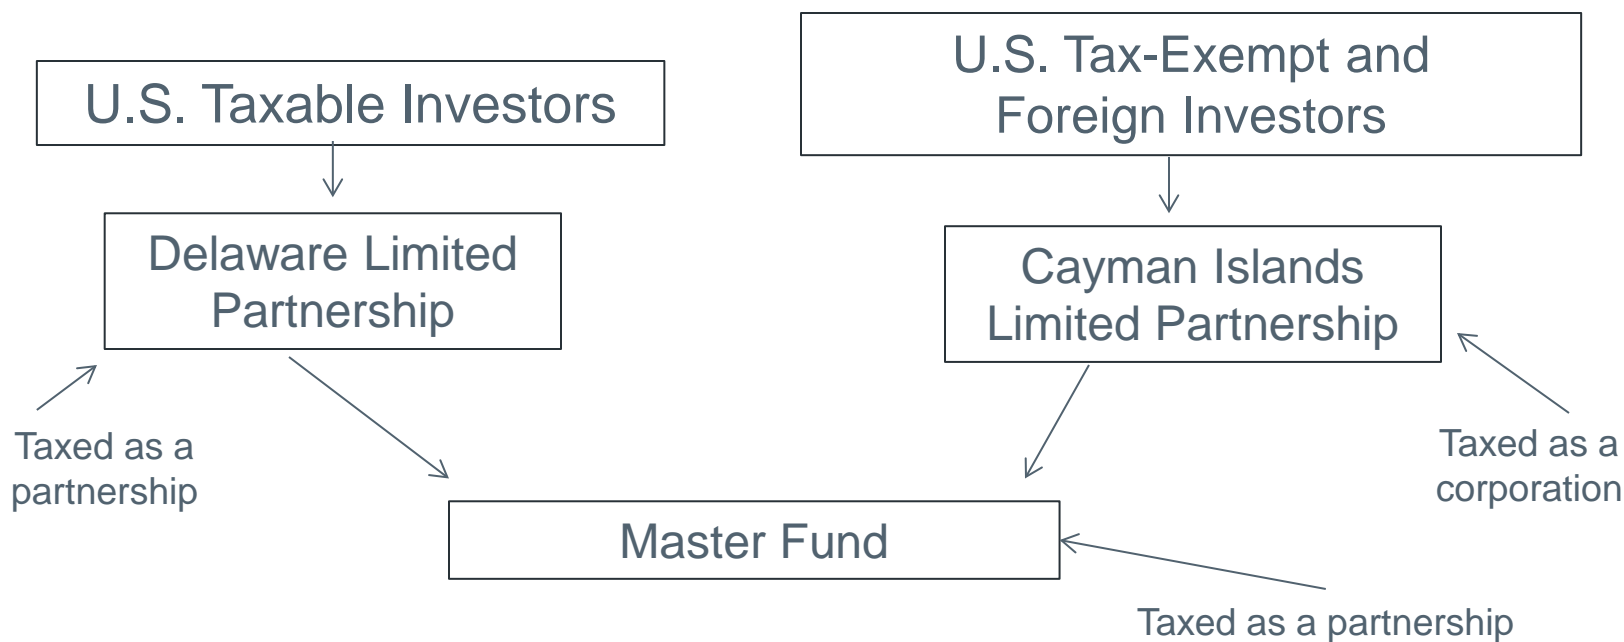 U.S. Taxable Investors
U.S. Tax-Exempt and
Foreign Investors
Delaware Limited
Partnership
Cayman Islands
Limited Partnership
Taxed as a
partnership
Taxed as a
corporation
Master Fund
Taxed as a partnership